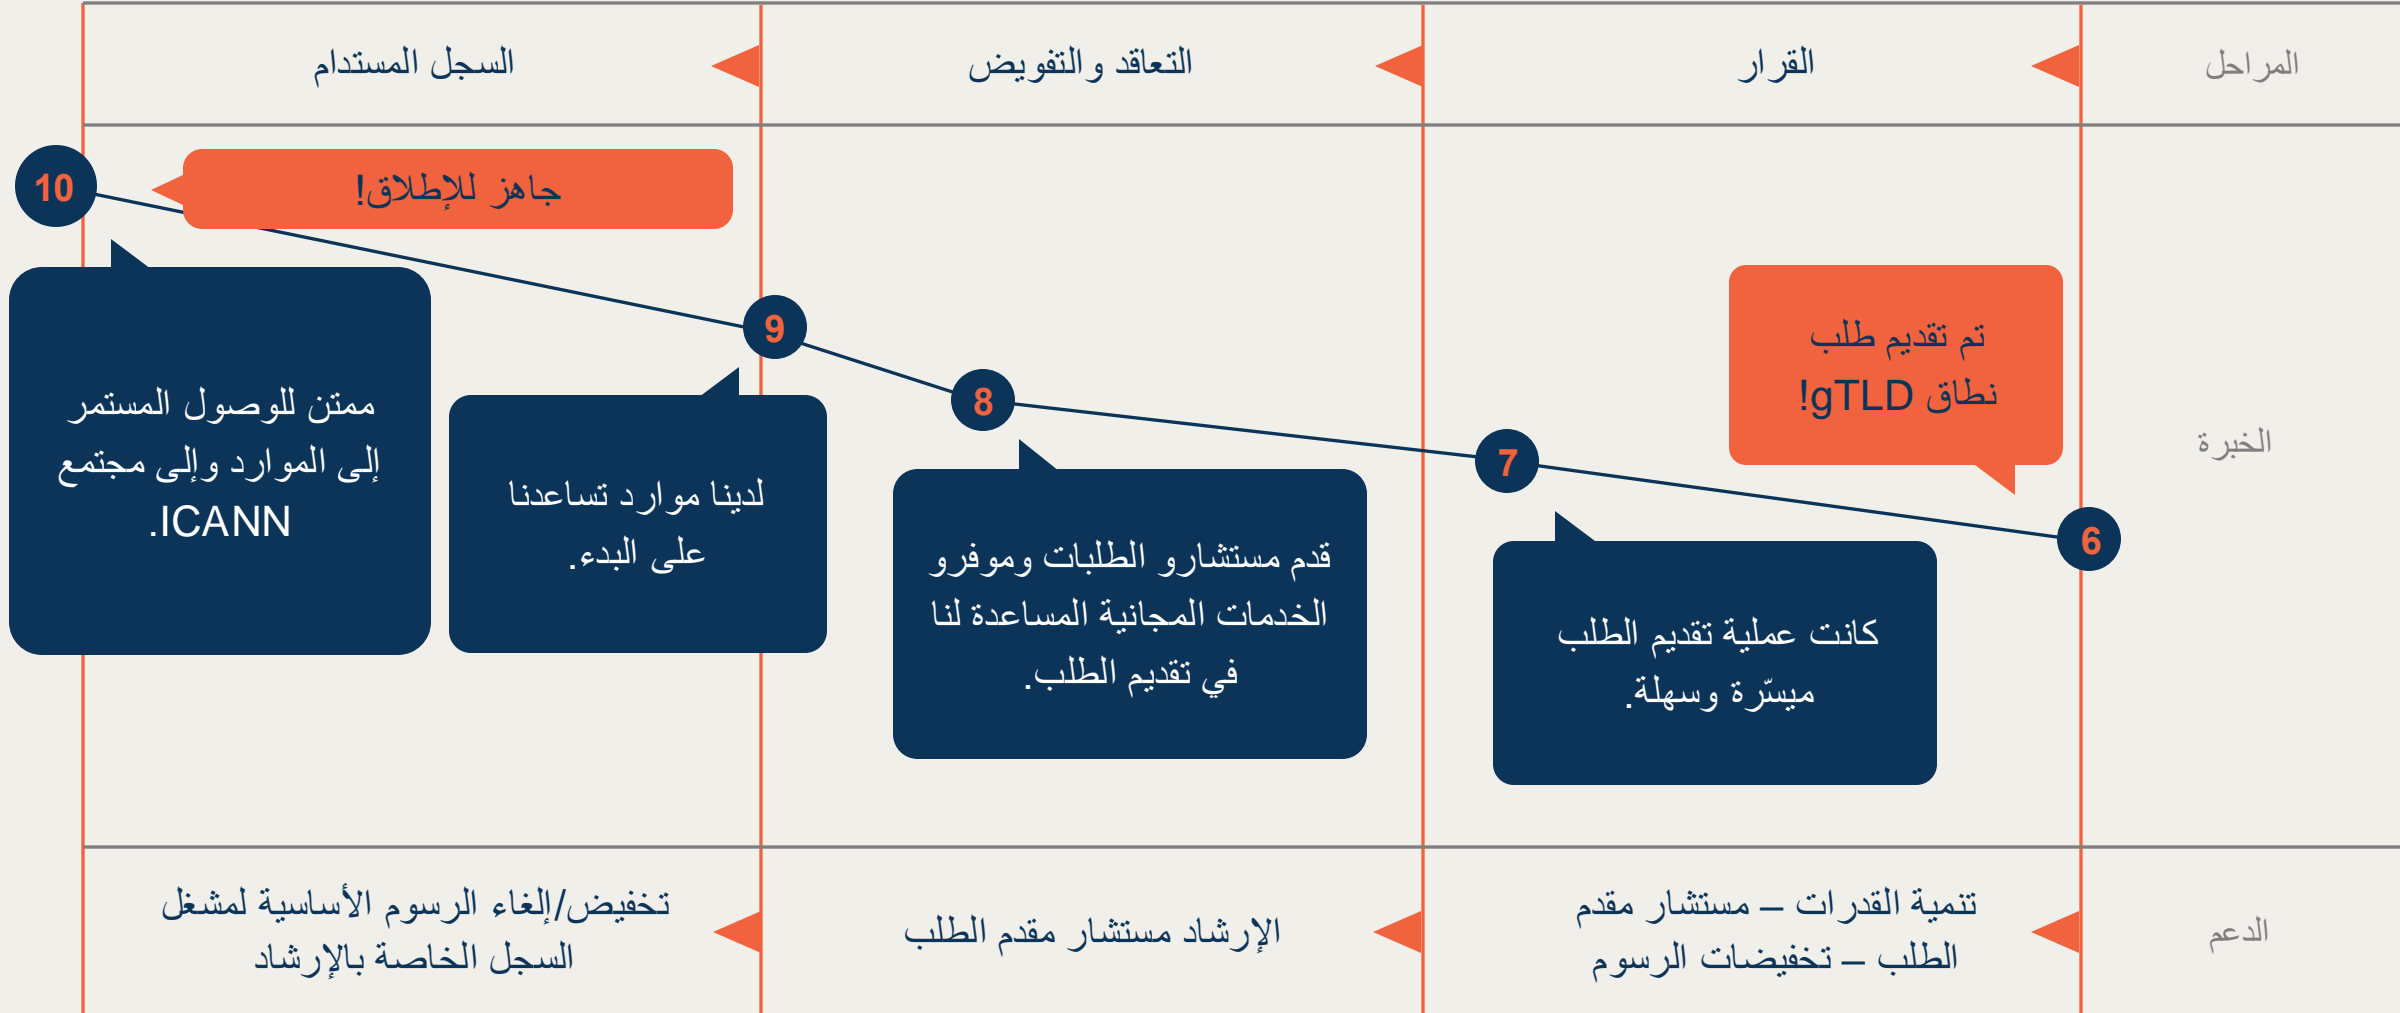 المراحل
القرار
التعاقد والتفويض
السجل المستدام
الخبرة
6
تم تقديم طلب
نطاق gTLD!
7
كانت عملية تقديم الطلب
ميسّرة وسهلة.
8
قدم مستشارو الطلبات وموفرو
الخدمات المجانية المساعدة لنا
في تقديم الطلب.
9
لدينا موارد تساعدنا
على البدء.
10
جاهز للإطلاق!
ممتن للوصول المستمر
إلى الموارد وإلى مجتمع
ICANN.
الدعم
تنمية القدرات – مستشار مقدم
الطلب – تخفيضات الرسوم
الإرشاد مستشار مقدم الطلب
تخفيض/إلغاء الرسوم الأساسية لمشغل
السجل الخاصة بالإرشاد